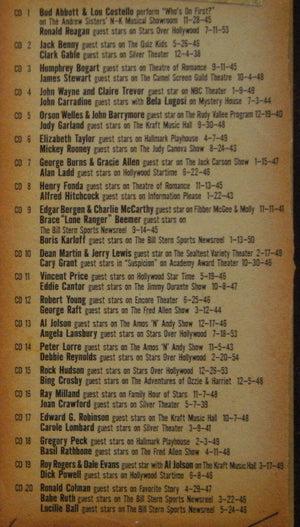 CD 1 Bud Abbott & Lou Costello perform "Who's On First?"
on The Andrew Sisters' N-K Musical Showroom 11-28-45
Ronald Reagan guest stars on Stars Over Hollywood 7-11-53
CD 2 Jack Benny guest stars on The Quiz Kids 5-26-46
Clark Gable guest stars on Silver Theater 12-4-38
CD 3 Humphrey Bogart guest stars on Theatre of Romance 9-11-45
James Stewart guest stars on The Camel Screen Guild Theatre 10-4-48
CD 4 John Wayne and Claire Trevor guest star on NBC Theater 1-9-49
John Carradine guest stars with Bela Lugosi on Mystery House 7-3-44
CD 5 Orson Welles & John Barrymore guest star on The Rudy Vallee Program 12-19-40
Judy Garland guest stars on The Kraft Music Hall 9-30-48
CD 6 Elizabeth Taylor guest stars on Hallmark Playhouse 4-7-49
Mickey Rooney guest stars on The Judy Canova Show 8-24-43
CD 7 George Burns & Gracie Allen guest star on The Jack Carson Show 1-15-47
Alan Ladd guest stars on Hollywood Startime 6-22-46
CD 8 Henry Fonda guest stars on Theatre of Romance 11-13-45
Alfred Hitchcock guest stars on Information Please 1-22-43
CD 9 Edgar Bergen & Charlie McCarthy guest star on Fibber McGee & Molly 11-11-41
Brace "Lone Ranger" Beemer guest stars on
The Bill Stern Sports Newsreel 9-14-45
Boris Karloff guest stars on The Bill Stern Sports Newsreel 1-13-50
CD 10 Dean Martin & Jerry Lewis guest star on The Sealtest Variety Theater 2-17-49
Cary Grant guest stars in "Suspicion" on Academy Award Theater 10-30-46
CD 11 Vincent Price guest stars on Hollywood Star Time 5-19-46
Eddie Cantor guest stars on The Jimmy Durante Show 10-8-47
CD 12 Robert Young guest stars on Encore Theater 6-25-46
George Raft guest stars on The Fred Allen Show 3-12-44
CD 13 Al Jolson guest stars on The Amos 'N' Andy Show 12-17-46
Angela Lansbury guest stars on Stars Over Hollywood 7-18-53
CD 14 Peter Lorre guest stars on The Amos 'N' Andy Show 11-5-43
Debbie Reynolds guest stars on Stars Over Hollywood 2-20-54
CD 15 Rock Hudson guest stars on Stars Over Hollywood 12-26-53
Bing Crosby guest stars on The Adventures of Ozzie & Harriet 12-5-48
CD 16 Ray Milland guest stars on Family Hour of Stars 11-7-48
Joan Crawford guest stars on Silver Theater 5-7-39
CD 17 Edward G. Robinson guest stars on The Kraft Music Hall 10-7-48
Carole Lombard guest stars on Silver Theater 3-9-41
CD 18 Gregory Peck guest stars on Hallmark Playhouse 2-3-49
Basil Rathbone guest stars on The Fred Allen Show 4-11-48
CD 19 Roy Rogers & Dale Evans guest star with Al Jolson on The Kraft Music Hall 3-17-49
Dick Powell guest stars on Hollywood Startime 6-8-46
CD 20 Ronald Colman guest stars on Favorite Story 4-29-47
Babe Ruth guest stars on The Bill Stern Sports Newsreel 3-22-46
Lucille Ball guest stars on The Bill Stern Sports Newsreel 5-24-46